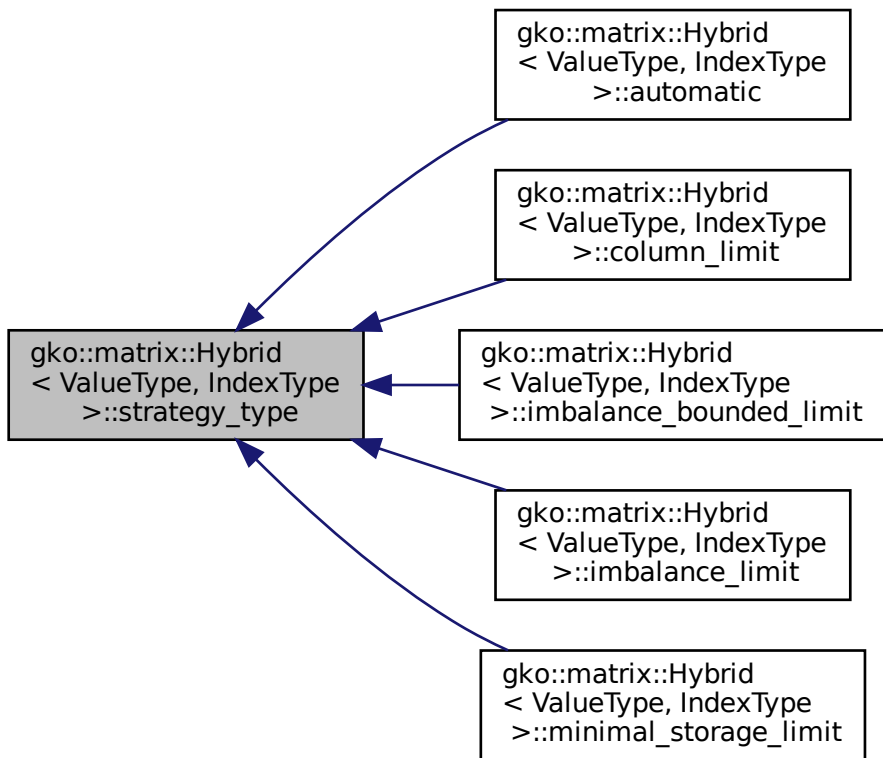 gko::matrix::Hybrid
< ValueType, IndexType
>::automatic
gko::matrix::Hybrid
< ValueType, IndexType
>::column_limit
gko::matrix::Hybrid
< ValueType, IndexType
>::strategy_type
gko::matrix::Hybrid
< ValueType, IndexType
>::imbalance_bounded_limit
gko::matrix::Hybrid
< ValueType, IndexType
>::imbalance_limit
gko::matrix::Hybrid
< ValueType, IndexType
>::minimal_storage_limit